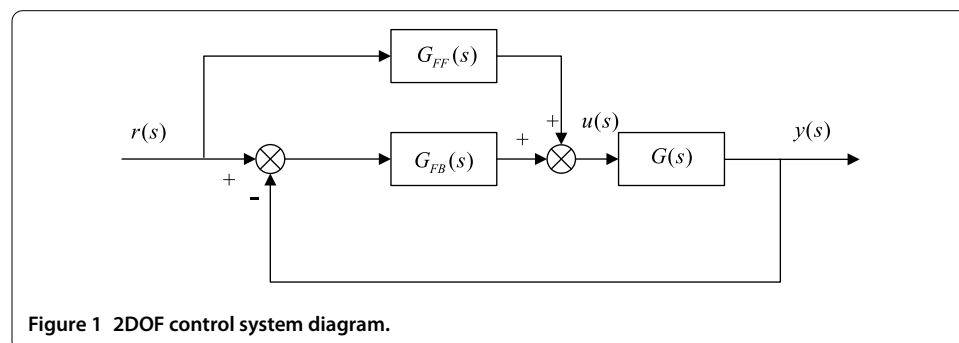 G_FF(s)
r(s)
+
-
G_FB(s)
+
+
u(s)
G(s)
y(s)
Figure 1 2DOF control system diagram.